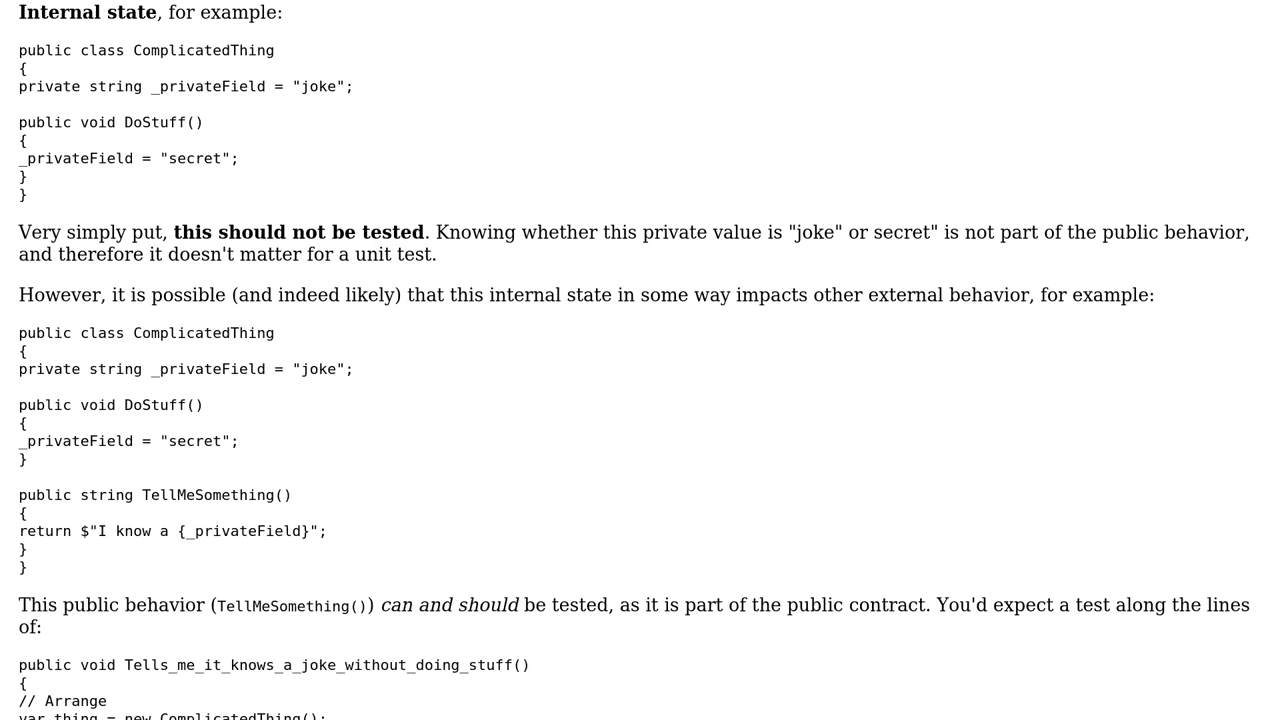 Internal state, for example:
public class ComplicatedThing
{
private string _privateField = "joke";
public void DoStuff()
{
_privateField = "secret";
}
}
Very simply put, this should not be tested. Knowing whether this private value is "joke" or secret" is not part of the public behavior,
and therefore it doesn't matter for a unit test.
However, it is possible (and indeed likely) that this internal state in some way impacts other external behavior, for example:
public class ComplicatedThing
{
private string _privateField = "joke";
public void DoStuff()
{
_privateField = "secret";
}
public string TellMeSomething()
{
return $"I know a {_privateField}";
}
}
This public behavior (TellMeSomething()) can and should be tested, as it is part of the public contract. You'd expect a test along the lines
of:
public void Tells_me_it_knows_a_joke_without_doing_stuff()
{
// Arrange
var thing = new ComplicatedThing();